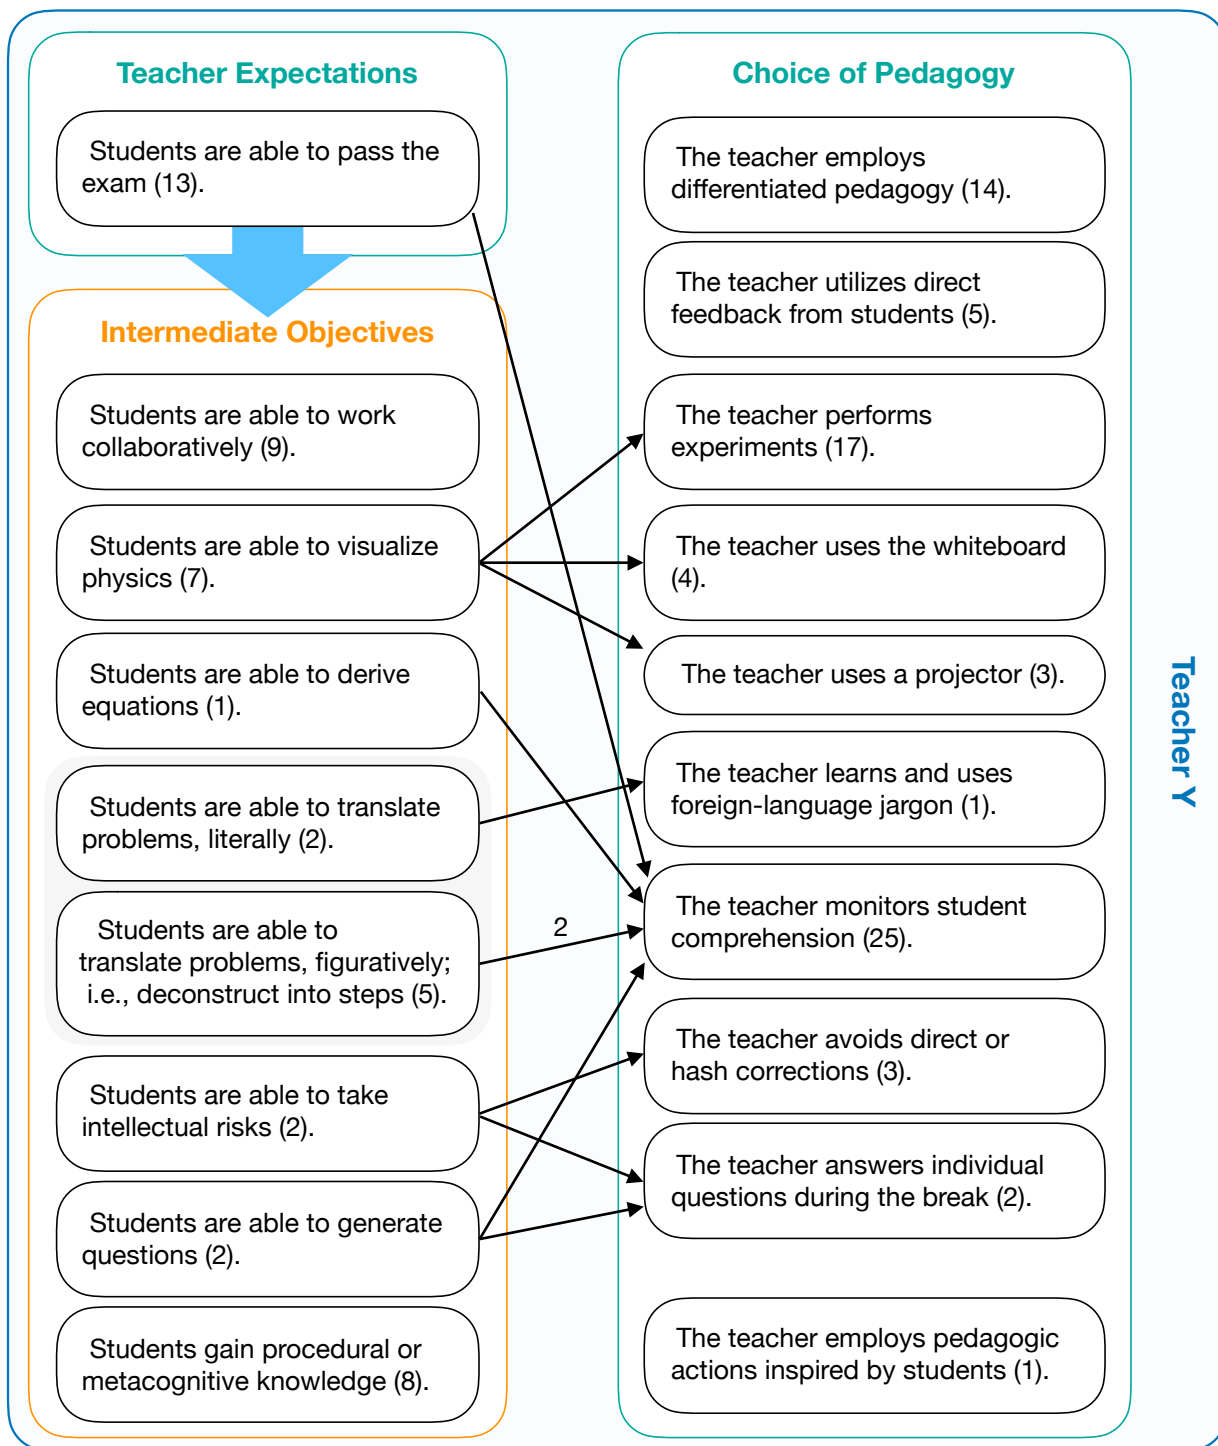 Teacher Expectations
Students are able to pass the
exam (13).
Intermediate Objectives
Students are able to work
collaboratively (9).
Students are able to visualize
physics (7).
Students are able to derive
equations (1).
Students are able to translate
problems, literally (2).
Students are able to
translate problems, figuratively;
i.e., deconstruct into steps (5).
Students are able to take
intellectual risks (2).
Students are able to generate
questions (2).
Students gain procedural or
metacognitive knowledge (8).
2
Choice of Pedagogy
The teacher employs
differentiated pedagogy (14).
The teacher utilizes direct
feedback from students (5).
The teacher performs
experiments (17).
The teacher uses the whiteboard
(4).
The teacher uses a projector (3).
The teacher learns and uses
foreign-language jargon (1).
The teacher monitors student
comprehension (25).
The teacher avoids direct or
hash corrections (3).
The teacher answers individual
questions during the break (2).
The teacher employs pedagogic
actions inspired by students (1).
Teacher Y